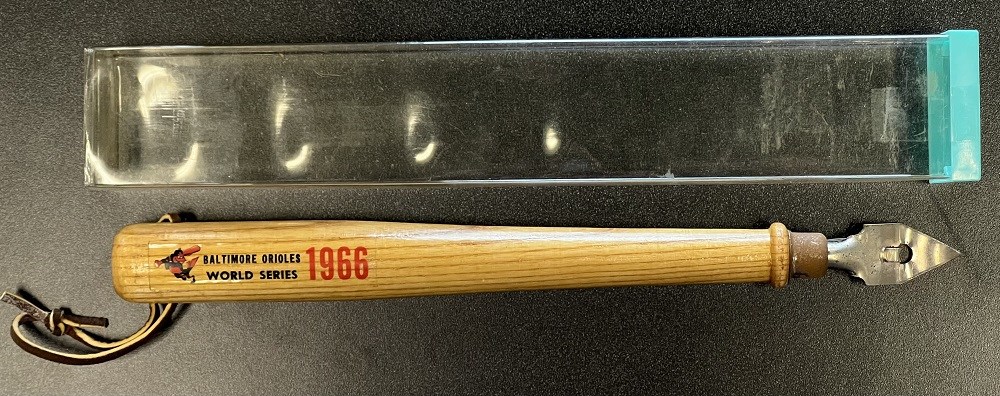 BALTIMORE ORIOLES
WORLD SERIES 1966